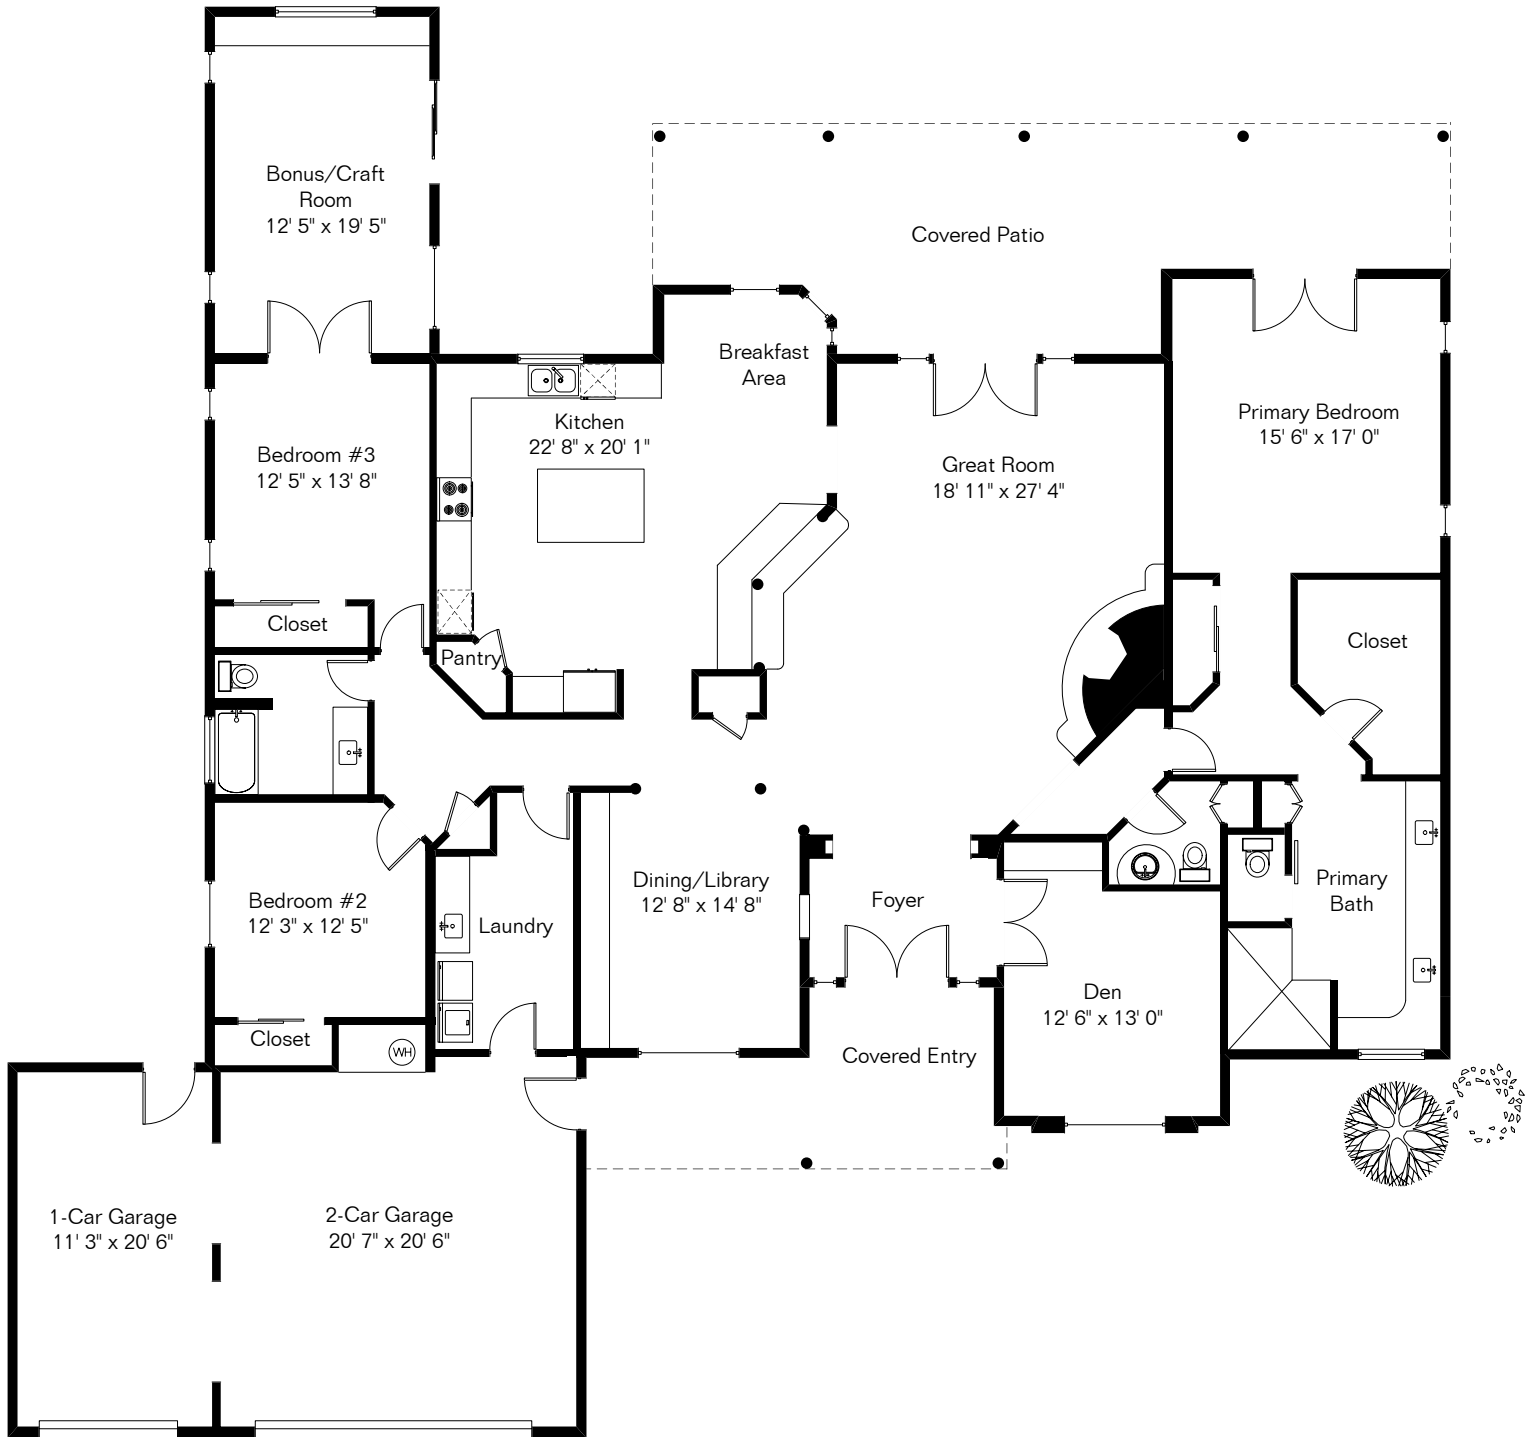 Bonus/Craft
Room
12' 5" x 19' 5"
Covered Patio
Breakfast
Area
Kitchen
22' 8" x 20' 1"
Primary Bedroom
15' 6" x 17' 0"
Bedroom #3
12' 5" x 13' 8"
Great Room
18' 11" x 27' 4"
Closet
Closet
Pantry
Dining/Library
12' 8" x 14' 8"
Primary
Bath
Bedroom #2
12' 3" x 12' 5"
Foyer
Laundry
Den
12' 6" x 13' 0"
Closet
WH
Covered Entry
1-Car Garage
11' 3" x 20' 6"
2-Car Garage
20' 7" x 20' 6"